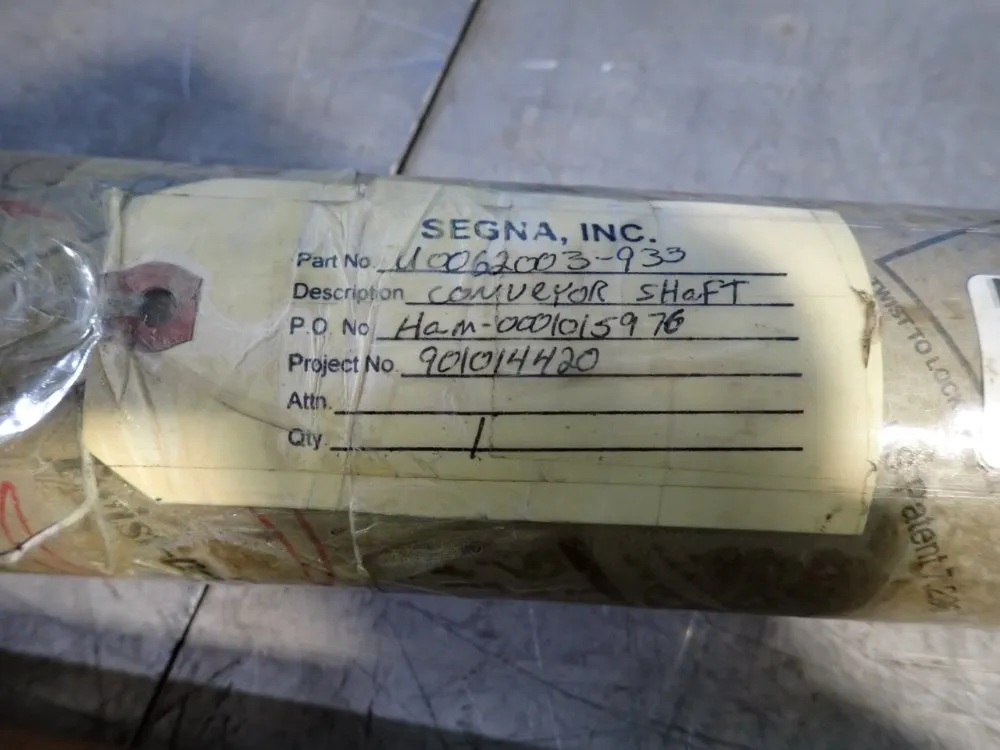 SEGNA, INC.
Part No. U0062003-933
Description CONVEYOR SHaFT
P.O. No. Ham-0001015976
Project No. 901014420
Attn.
Qty. 1
TWIST TO LOCK
Patent